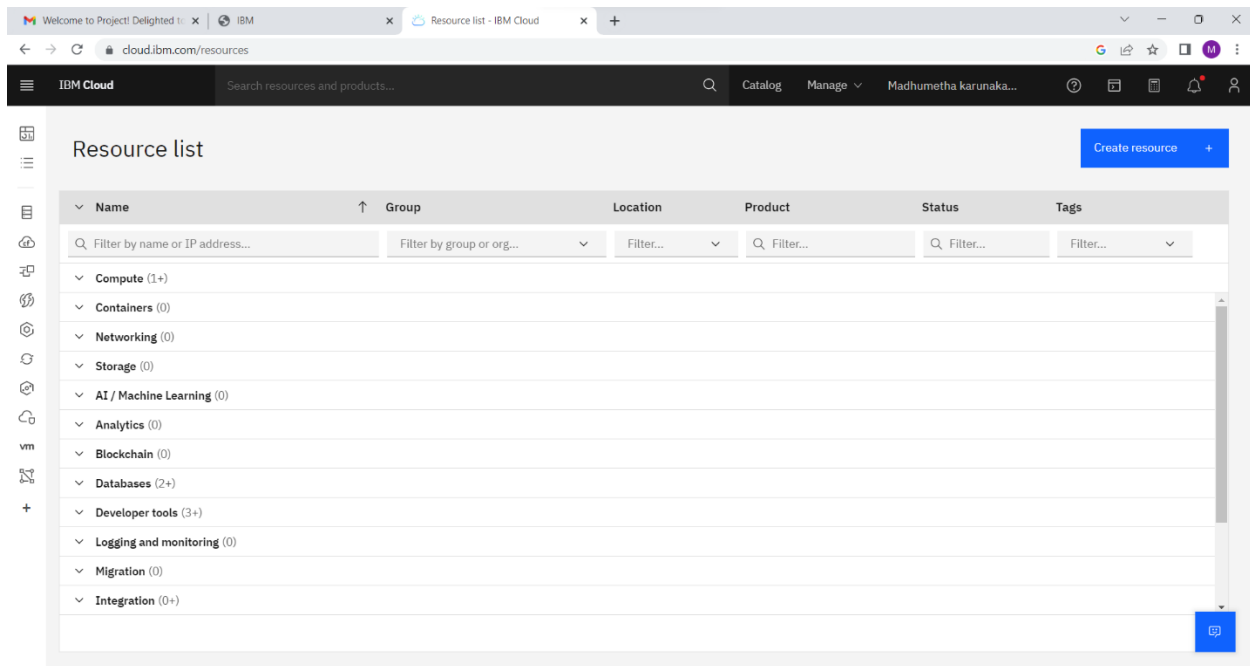 Welcome to Project! Delighted to
IBM
Resource list - IBM Cloud
cloud.ibm.com/resources
M
IBM Cloud
Search resources and products...
Catalog
Manage
Madhumetha karunaka...
Resource list
Create resource +
Name
Group
Location
Product
Status
Tags
Filter by name or IP address...
Filter by group or org...
Filter...
Filter...
Filter...
Filter...
Compute (1+)
Containers (0)
Networking (0)
Storage (0)
AI / Machine Learning (0)
Analytics (0)
vm
Blockchain (0)
Databases (2+)
Developer tools (3+)
Logging and monitoring (0)
Migration (0)
Integration (0+)